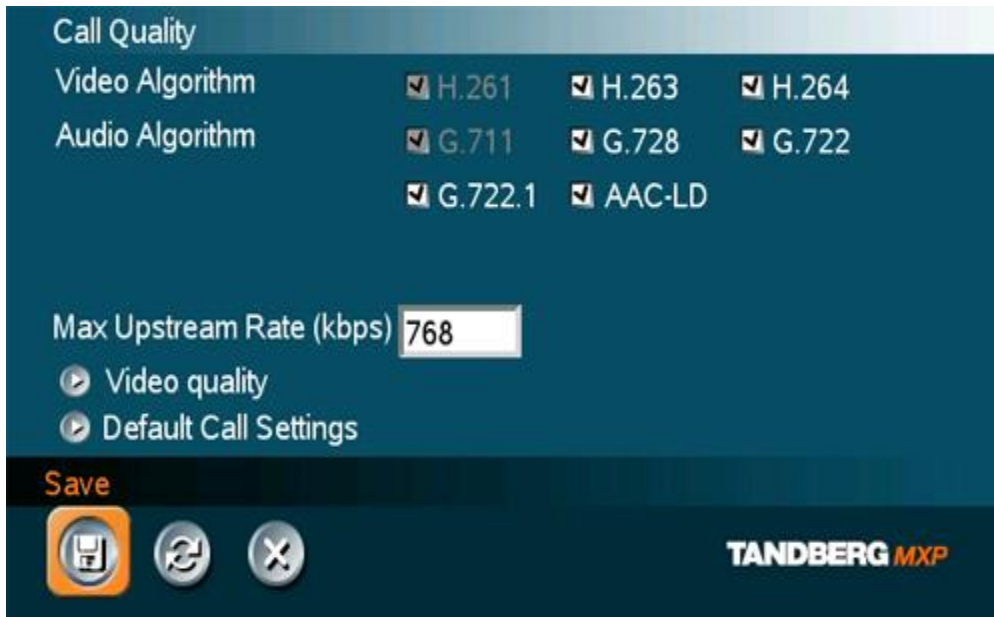 Call Quality
Video Algorithm H.261 H.263 H.264
Audio Algorithm G.711 G.728 G.722
G.722.1 AAC-LD
Max Upstream Rate (kbps) 768
Video quality
Default Call Settings
Save
TANDBERG MXP